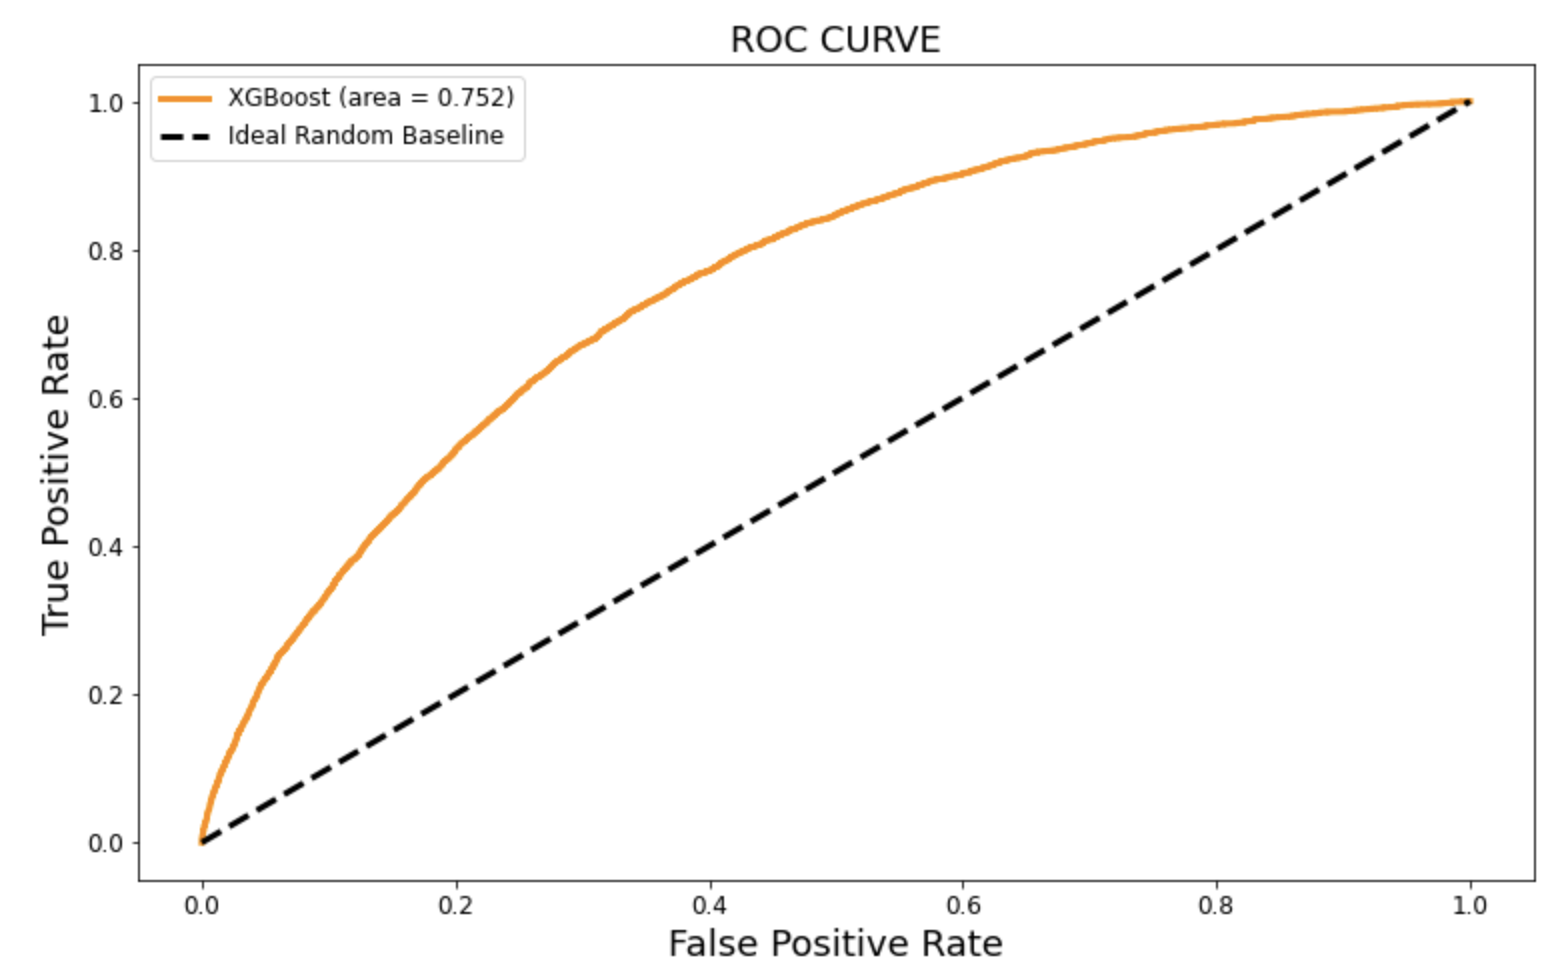 ROC CURVE
XGBoost (area = 0.752)
Ideal Random Baseline
True Positive Rate
1.0
0.8
0.6
0.4
0.2
0.0
0.0 0.2 0.4 0.6 0.8 1.0
False Positive Rate